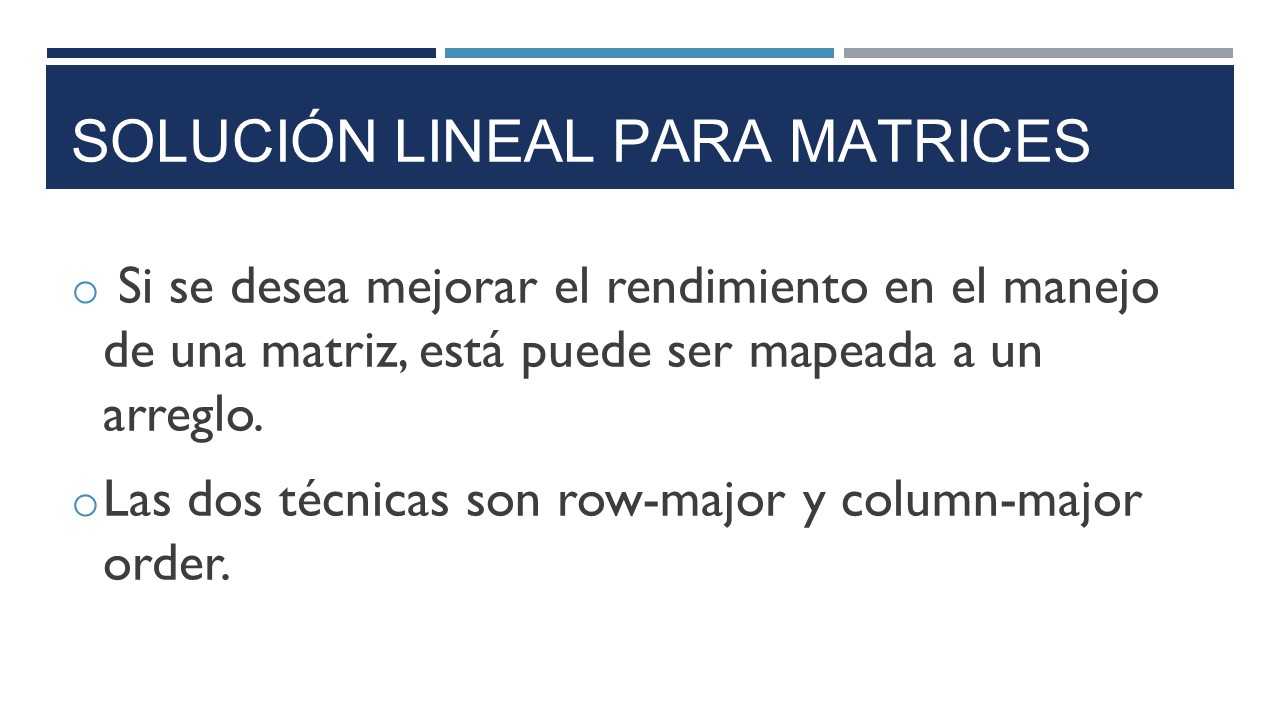 SOLUCIÓN LINEAL PARA MATRICES
o Si se desea mejorar el rendimiento en el manejo
de una matriz, está puede ser mapeada a un
arreglo.
o Las dos técnicas son row-major y column-major
order.